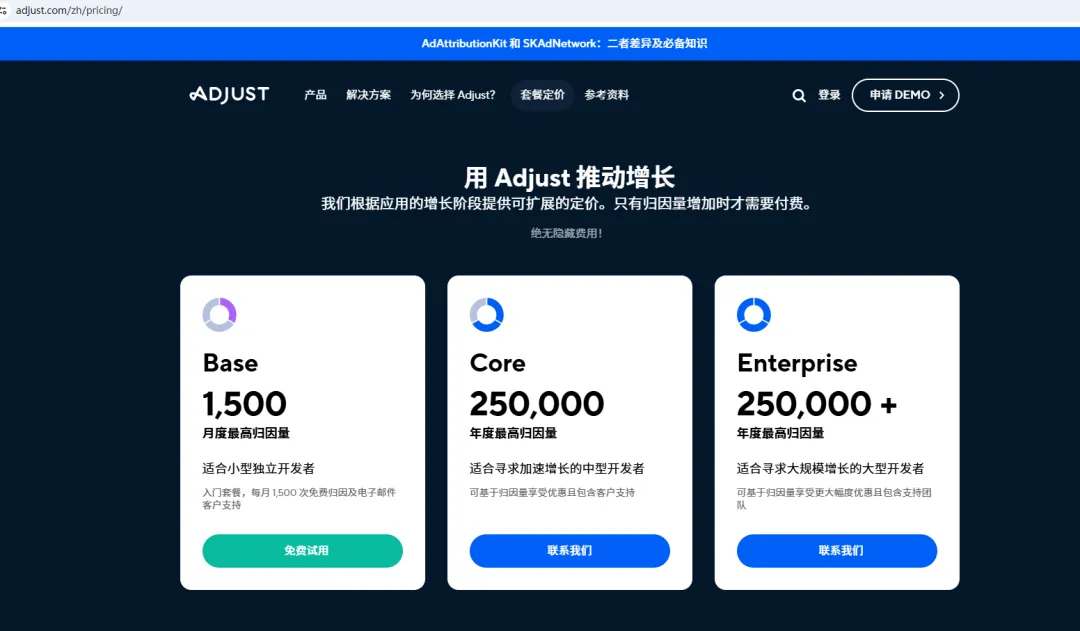 adjust.com/zh/pricing/
AdAttributionKit 和 SKAdNetwork：二者差异及必备知识
ADJUST 产品 解决方案 为何选择 Adjust? 套餐定价 参考资料 登录 申请 DEMO
用 Adjust 推动增长
我们根据应用的增长阶段提供可扩展的定价。只有归因量增加时才需要付费。
绝无隐藏费用！
Base
1,500
月度最高归因量
适合小型独立开发者
入门套餐，每月 1,500 次免费归因及电子邮件
客户支持
免费试用
Core
250,000
年度最高归因量
适合寻求加速增长的中型开发者
可基于归因量享受优惠且包含客户支持
联系我们
Enterprise
250,000 +
年度最高归因量
适合寻求大规模增长的大型开发者
可基于归因量享受更大幅度优惠且包含支持团
队
联系我们